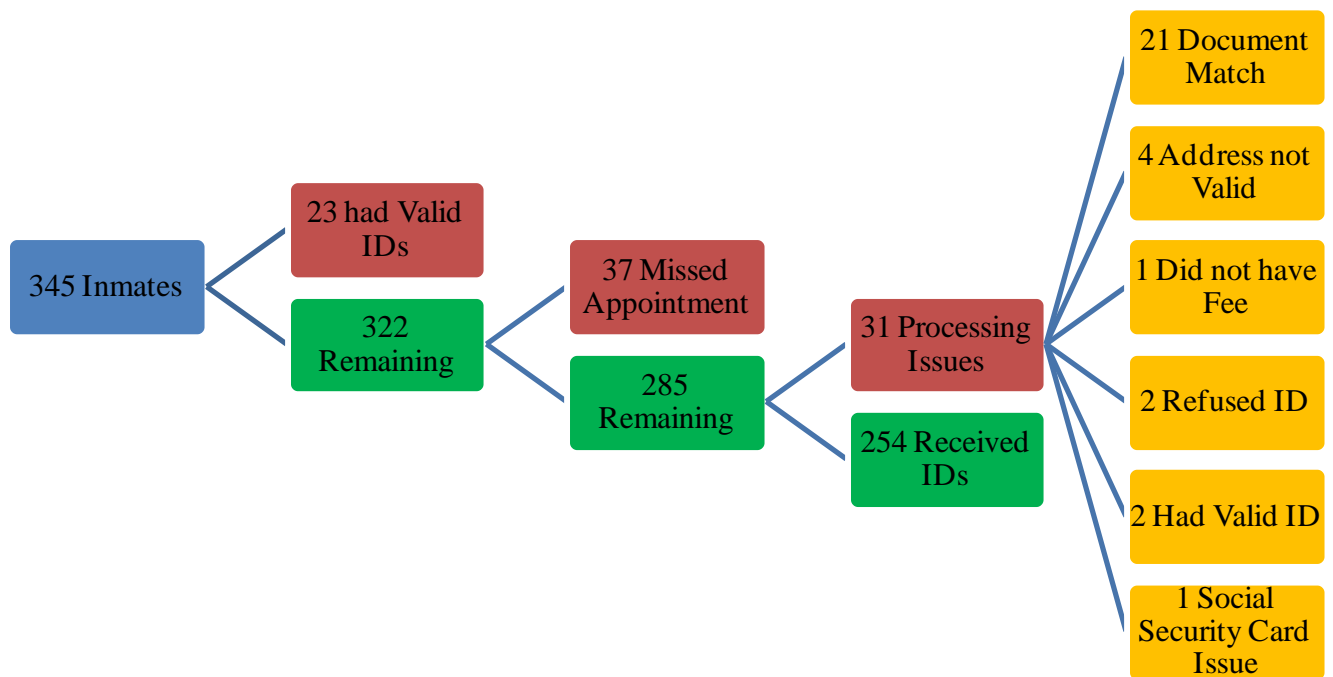 345 Inmates
23 had Valid
IDs
322
Remaining
37 Missed
Appointment
285
Remaining
31 Processing
Issues
254 Received
IDs
21 Document
Match
4 Address not
Valid
1 Did not have
Fee
2 Refused ID
2 Had Valid ID
1 Social
Security Card
Issue